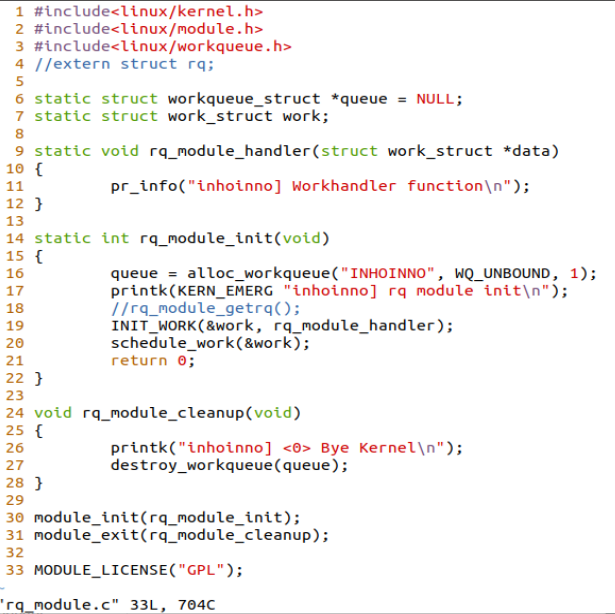 1 #include<linux/kernel.h>
2 #include<linux/module.h>
3 #include<linux/workqueue.h>
4 //extern struct rq;
5
6 static struct workqueue_struct *queue = NULL;
7 static struct work_struct work;
8
9 static void rq_module_handler(struct work_struct *data)
10 {
11         pr_info("inhoinno] Workhandler function\n");
12 }
13
14 static int rq_module_init(void)
15 {
16         queue = alloc_workqueue("INHOINNO", WQ_UNBOUND, 1);
17         printk(KERN_EMERG "inhoinno] rq module init\n");
18         //rq_module_getrq();
19         INIT_WORK(&work, rq_module_handler);
20         schedule_work(&work);
21         return 0;
22 }
23
24 void rq_module_cleanup(void)
25 {
26         printk("inhoinno] <0> Bye Kernel\n");
27         destroy_workqueue(queue);
28 }
29
30 module_init(rq_module_init);
31 module_exit(rq_module_cleanup);
32
33 MODULE_LICENSE("GPL");
~
"rq_module.c" 33L, 704C